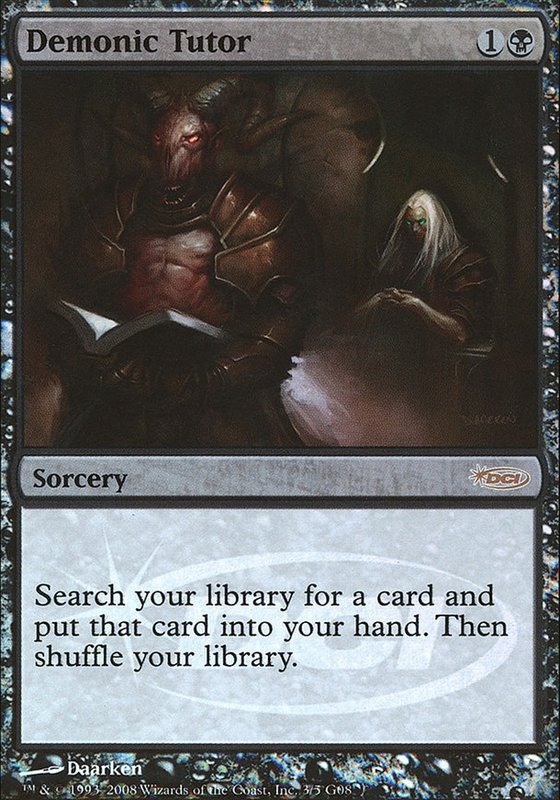 Demonic Tutor 1
Sorcery
DCI
Search your library for a card and
put that card into your hand. Then
shuffle your library.
Daarken
™ & © 1993-2008 Wizards of the Coast, Inc. 3/5 G08